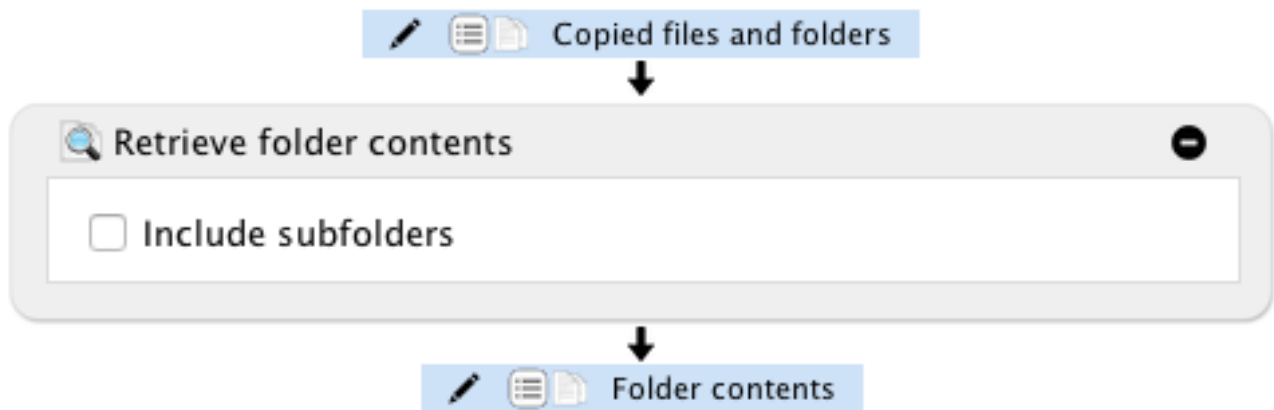 Copied files and folders
Retrieve folder contents
Include subfolders
Folder contents